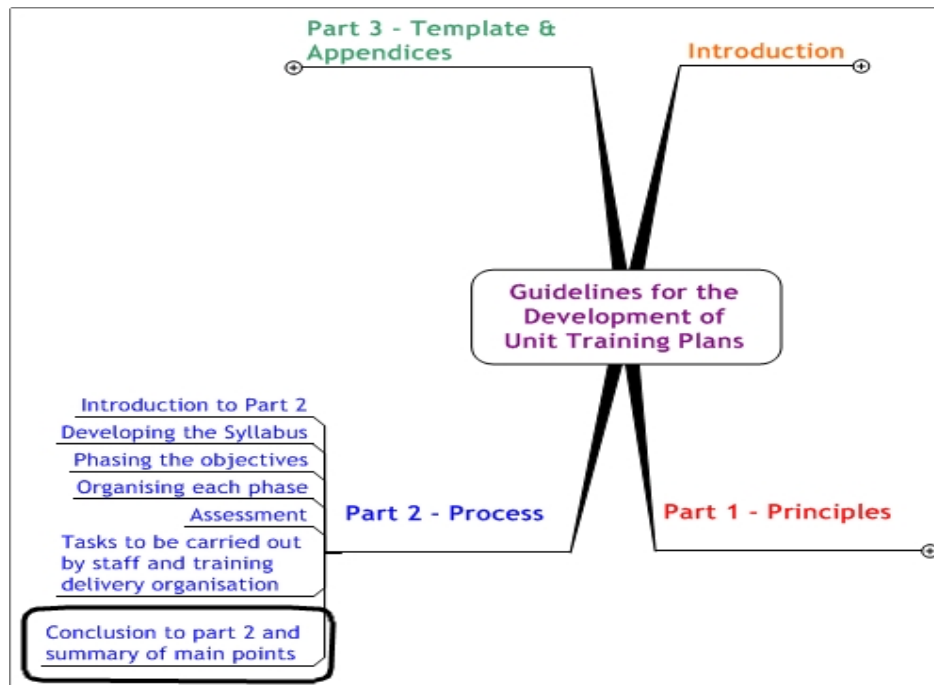 Part 3 - Template &
Appendices
Introduction
Guidelines for the
Development of
Unit Training Plans
Introduction to Part 2
Developing the Syllabus
Phasing the objectives
Organising each phase
Assessment
Tasks to be carried out
by staff and training
delivery organisation
Conclusion to part 2 and
summary of main points
Part 2 - Process
Part 1 - Principles